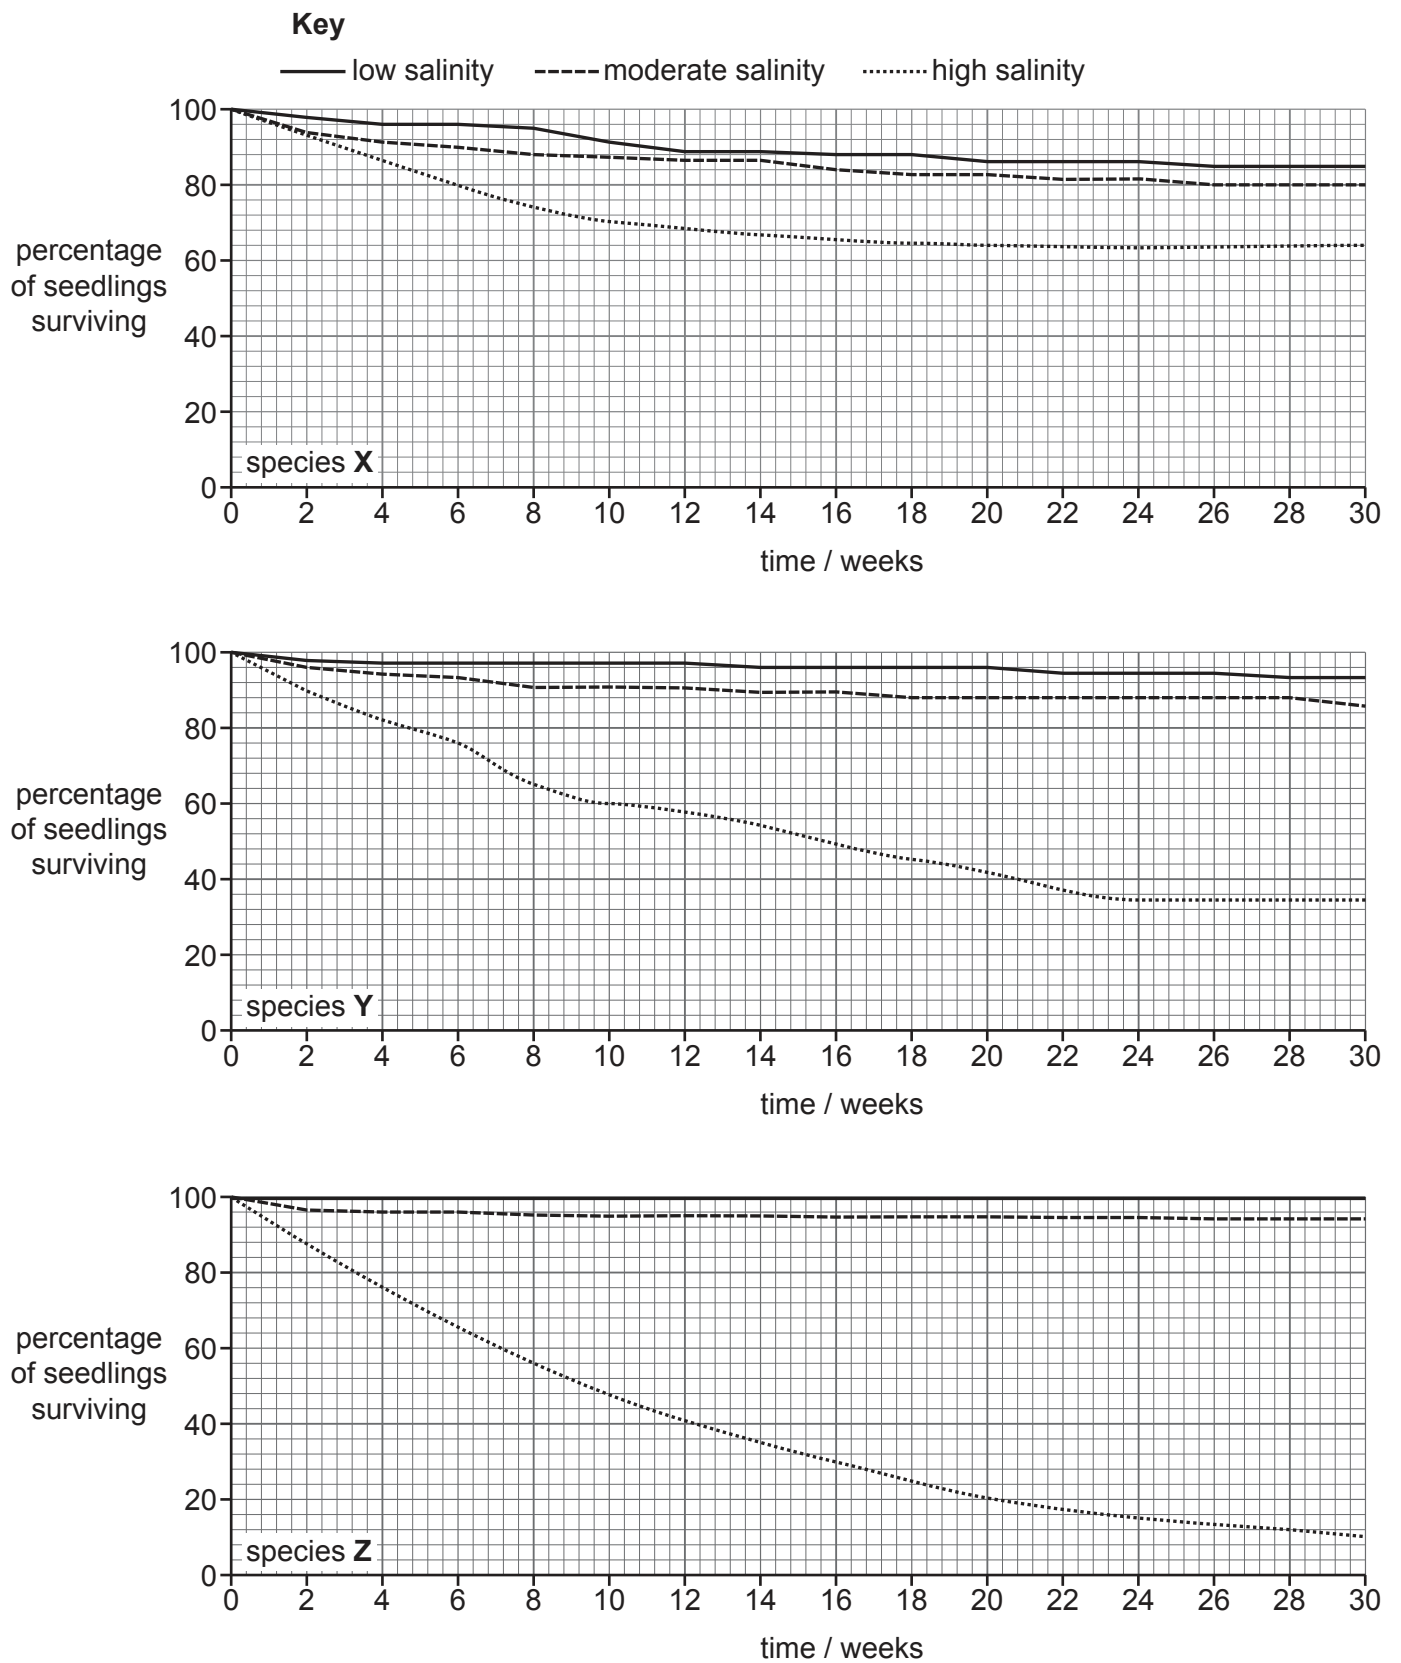 Key
low salinity moderate salinity high salinity
100
80
60
40
20
0
percentage
of seedlings
surviving
species X
0 2 4 6 8 10 12 14 16 18 20 22 24 26 28 30
time / weeks
100
80
60
40
20
0
percentage
of seedlings
surviving
species Y
0 2 4 6 8 10 12 14 16 18 20 22 24 26 28 30
time / weeks
100
80
60
40
20
0
percentage
of seedlings
surviving
species Z
0 2 4 6 8 10 12 14 16 18 20 22 24 26 28 30
time / weeks